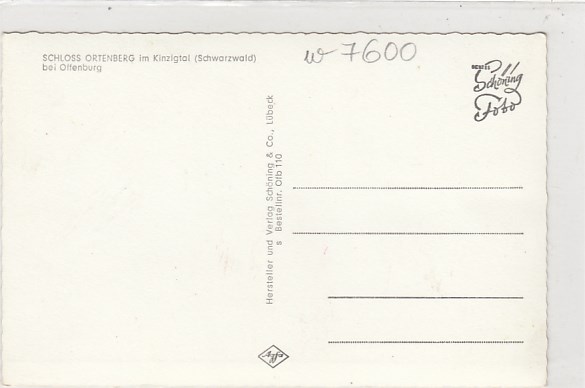 SCHLOSS ORTENBERG im Kinzigtal (Schwarzwald)
bei Offenburg
w 7600
Schöning
Foto
Hersteller und Verlag Schöning & Co., Lübeck
s Bestellnr. Ofb 110
Agfa